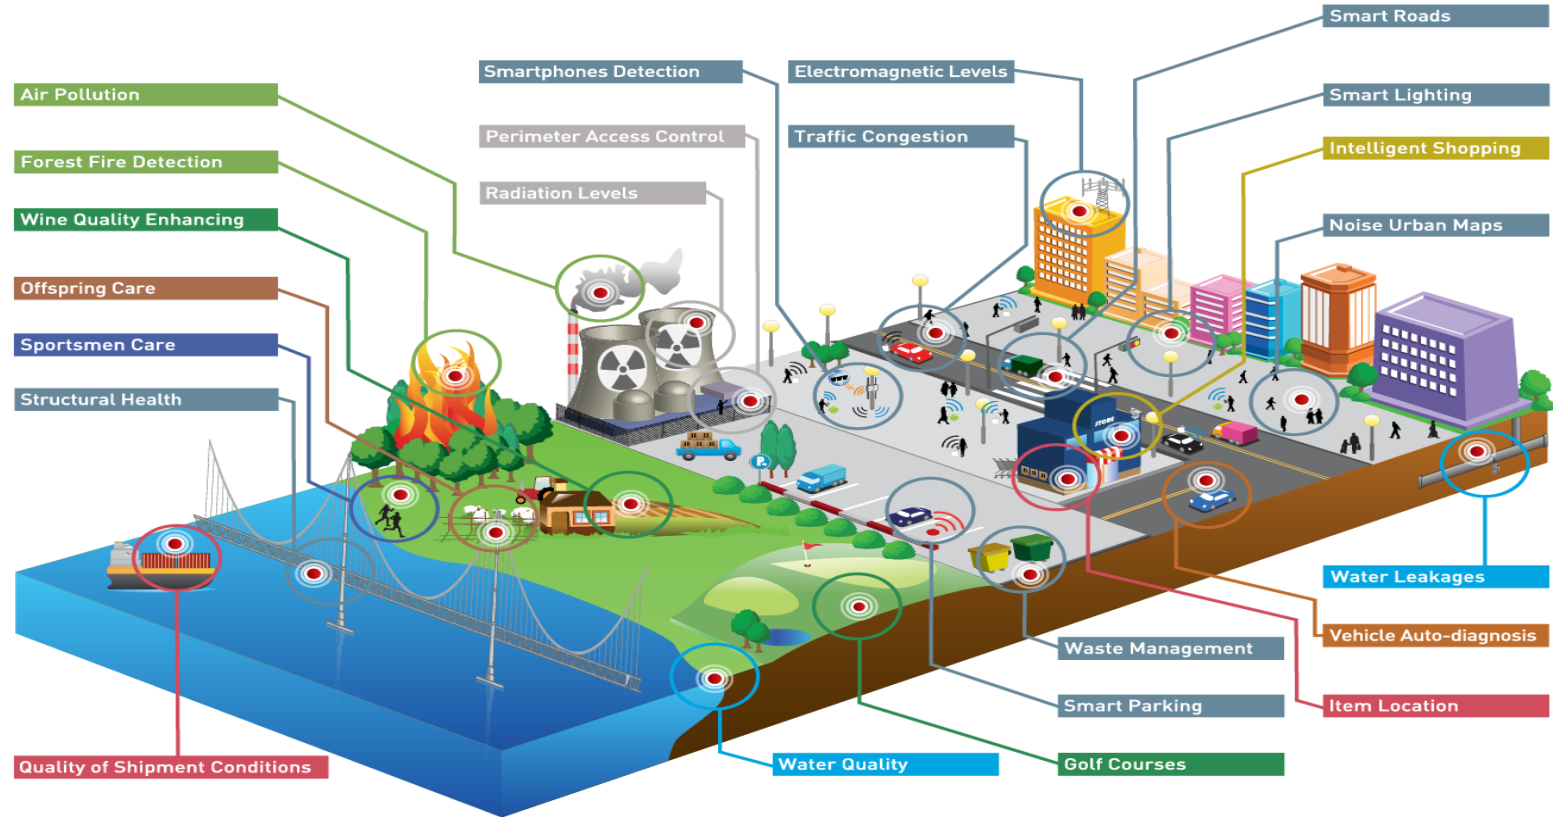 Smart Roads
Smartphones Detection
Electromagnetic Levels
Air Pollution
Smart Lighting
Perimeter Access Control
Traffic Congestion
Intelligent Shopping
Forest Fire Detection
Radiation Levels
Wine Quality Enhancing
Noise Urban Maps
Offspring Care
Sportsmen Care
Structural Health
STORE
P
Water Leakages
Vehicle Auto-diagnosis
Waste Management
Smart Parking
Item Location
Quality of Shipment Conditions
Water Quality
Golf Courses